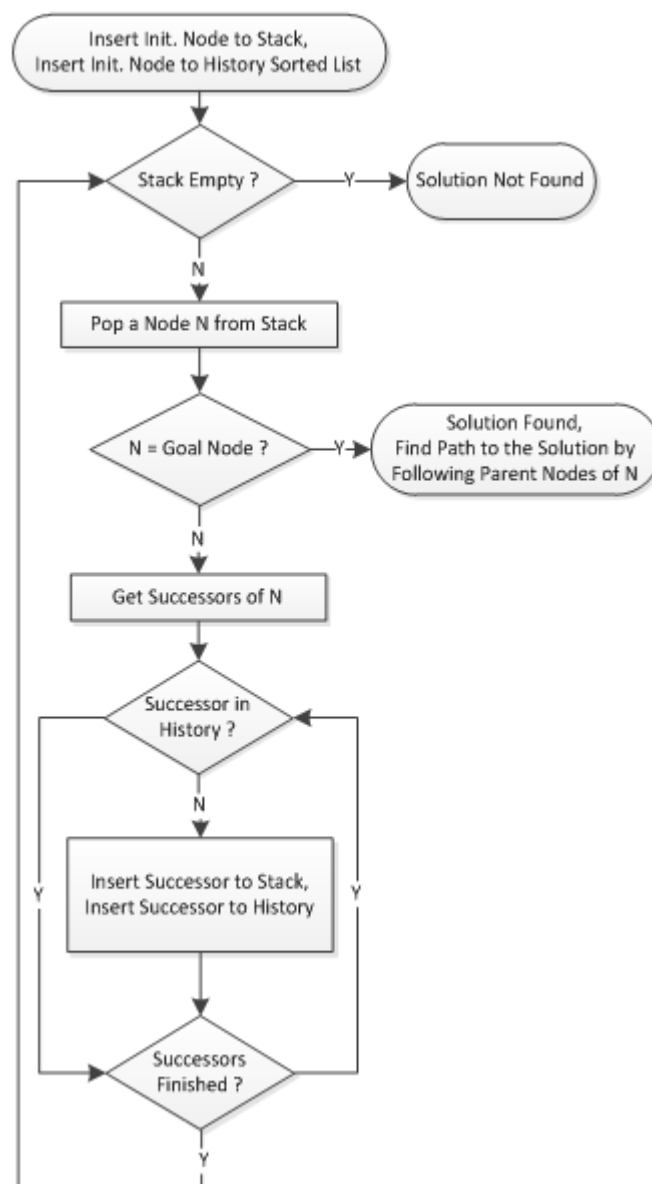 Insert Init. Node to Stack,
Insert Init. Node to History Sorted List
Stack Empty ?
Y
Solution Not Found
N
Pop a Node N from Stack
N = Goal Node ?
Y
Solution Found,
Find Path to the Solution by
Following Parent Nodes of N
N
Get Successors of N
Successor in
History ?
N
Insert Successor to Stack,
Insert Successor to History
Y
Y
Successors
Finished ?
Y